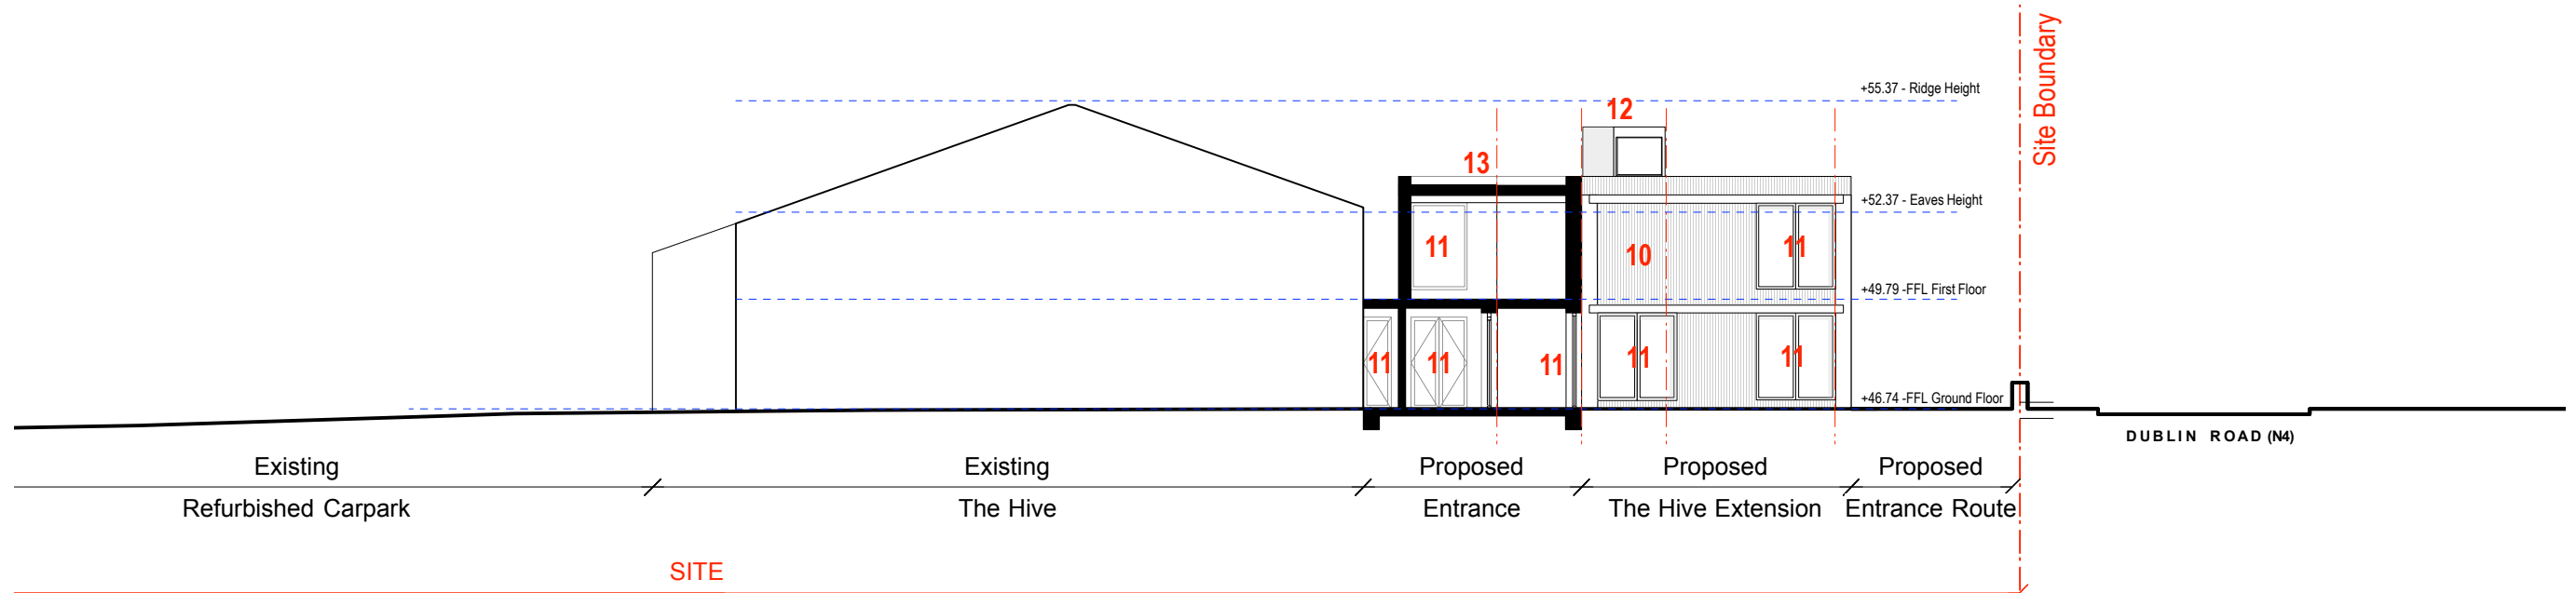 Site Boundary
+55.37 - Ridge Height
12
13
+52.37 - Eaves Height
11
10
11
+49.79 -FFL First Floor
11
11
11
11
11
+46.74 -FFL Ground Floor
DUBLIN ROAD (N4)
Existing
Existing
Proposed
Proposed
Proposed
Refurbished Carpark
The Hive
Entrance
The Hive Extension
Entrance Route
SITE